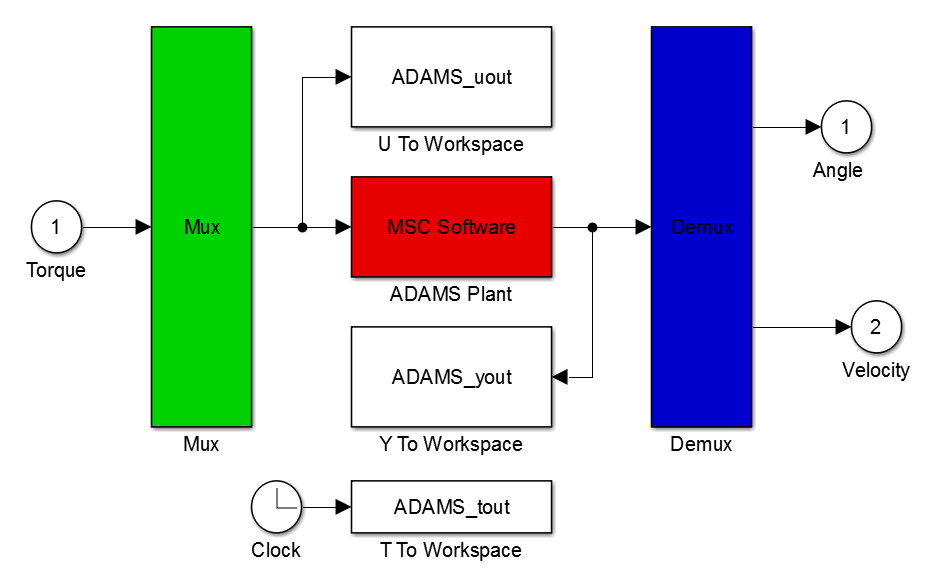 ADAMS_uout
U To Workspace
1
Angle
1
Torque
Mux
MSC Software
Demux
ADAMS Plant
2
Velocity
ADAMS_yout
Mux
Y To Workspace
Demux
ADAMS_tout
Clock
T To Workspace